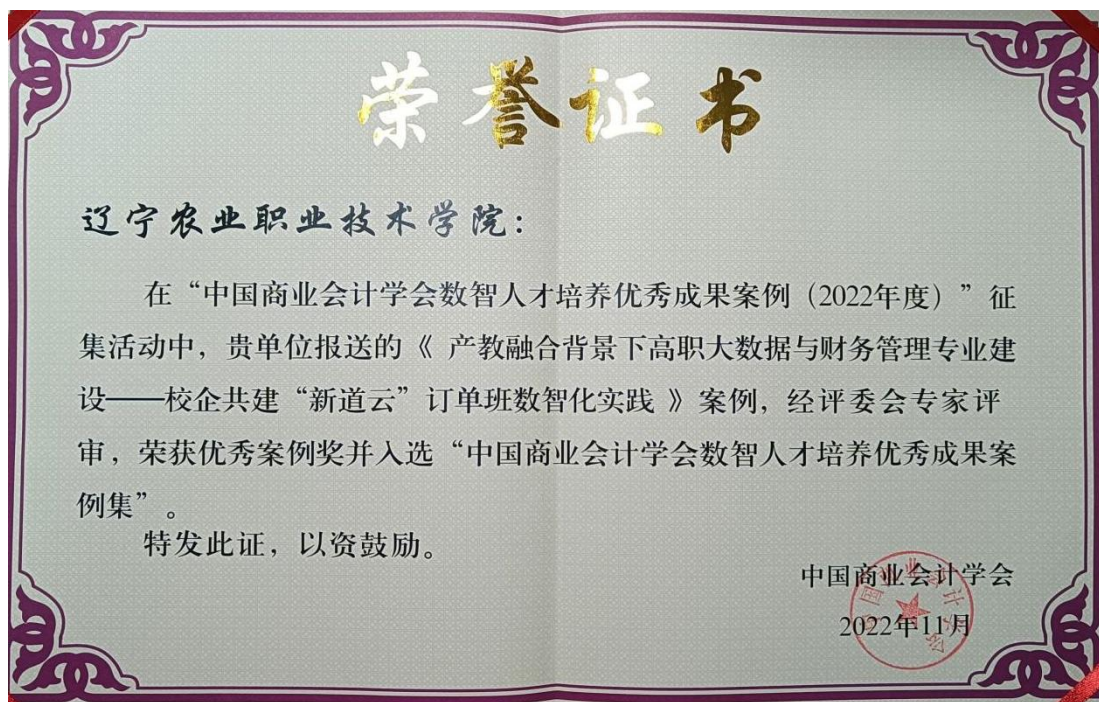 荣誉证书
辽宁农业职业技术学院:
在“中国商业会计学会数智人才培养优秀成果案例(2022年度)”征
集活动中,贵单位报送的《 产教融合背景下高职大数据与财务管理专业建
设——校企共建“新道云”订单班数智化实践 》案例,经评委会专家评
审,荣获优秀案例奖并入选“中国商业会计学会数智人才培养优秀成果案
例集”。
特发此证,以资鼓励。
中国商业会计学会
2022年11月
中国商业会计学会